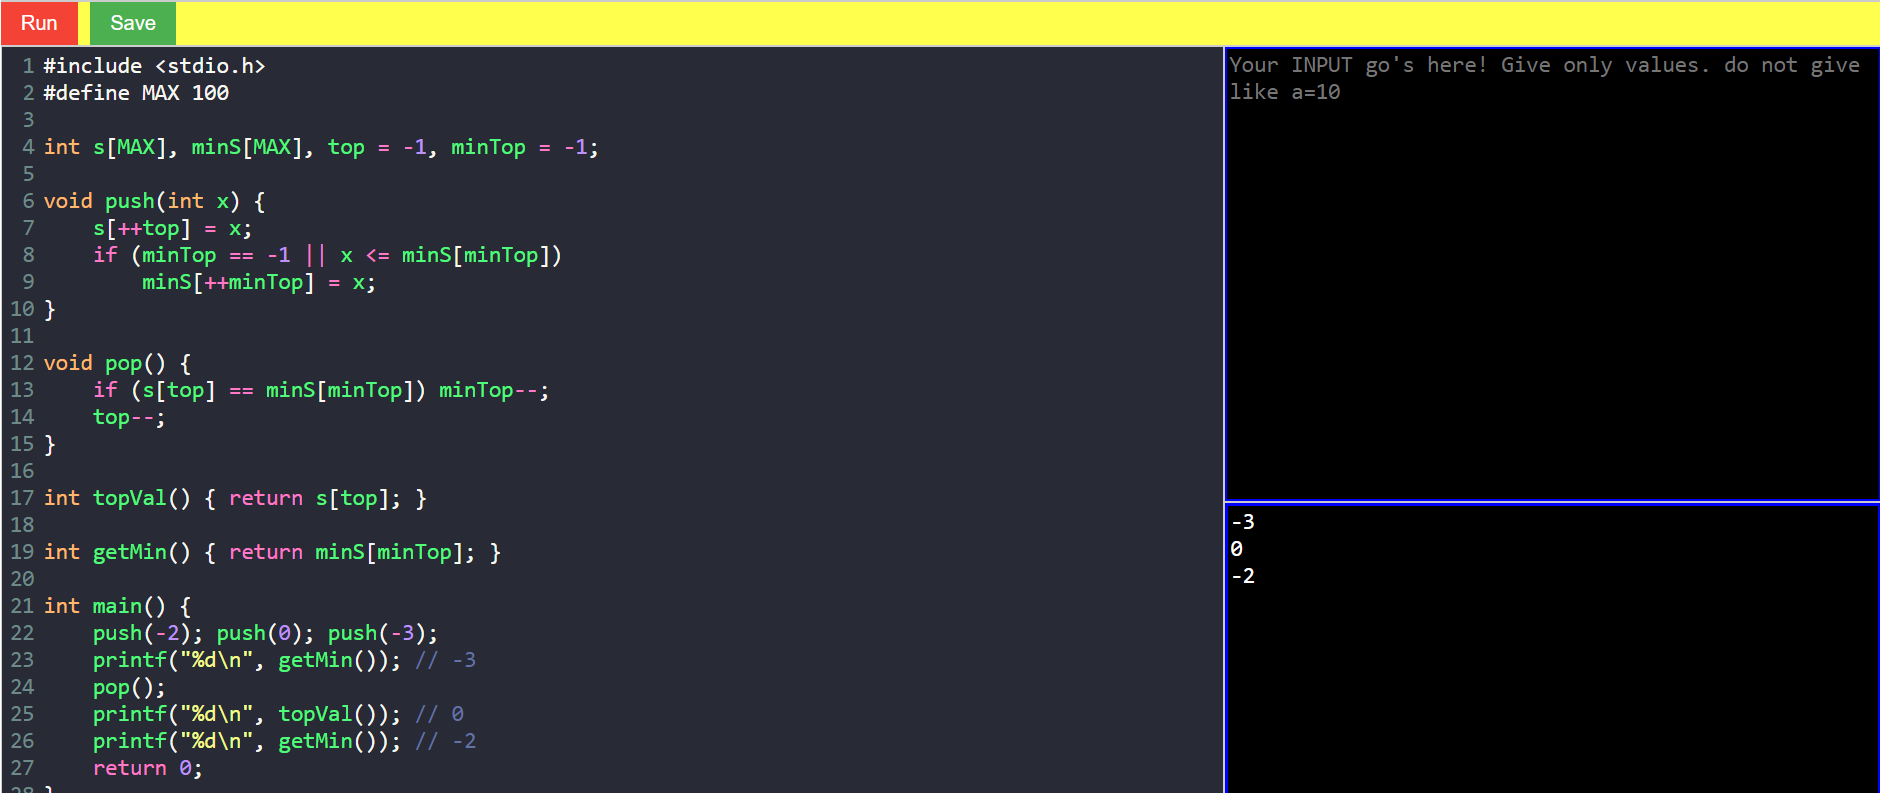 Run Save
1 #include <stdio.h>
2 #define MAX 100
3
4 int s[MAX], minS[MAX], top = -1, minTop = -1;
5
6 void push(int x) {
7     s[++top] = x;
8     if (minTop == -1 || x <= minS[minTop])
9         minS[++minTop] = x;
10 }
11
12 void pop() {
13     if (s[top] == minS[minTop]) minTop--;
14     top--;
15 }
16
17 int topVal() { return s[top]; }
18
19 int getMin() { return minS[minTop]; }
20
21 int main() {
22     push(-2); push(0); push(-3);
23     printf("%d\n", getMin()); // -3
24     pop();
25     printf("%d\n", topVal()); // 0
26     printf("%d\n", getMin()); // -2
27     return 0;
28 }
Your INPUT go's here! Give only values. do not give
like a=10
-3
0
-2